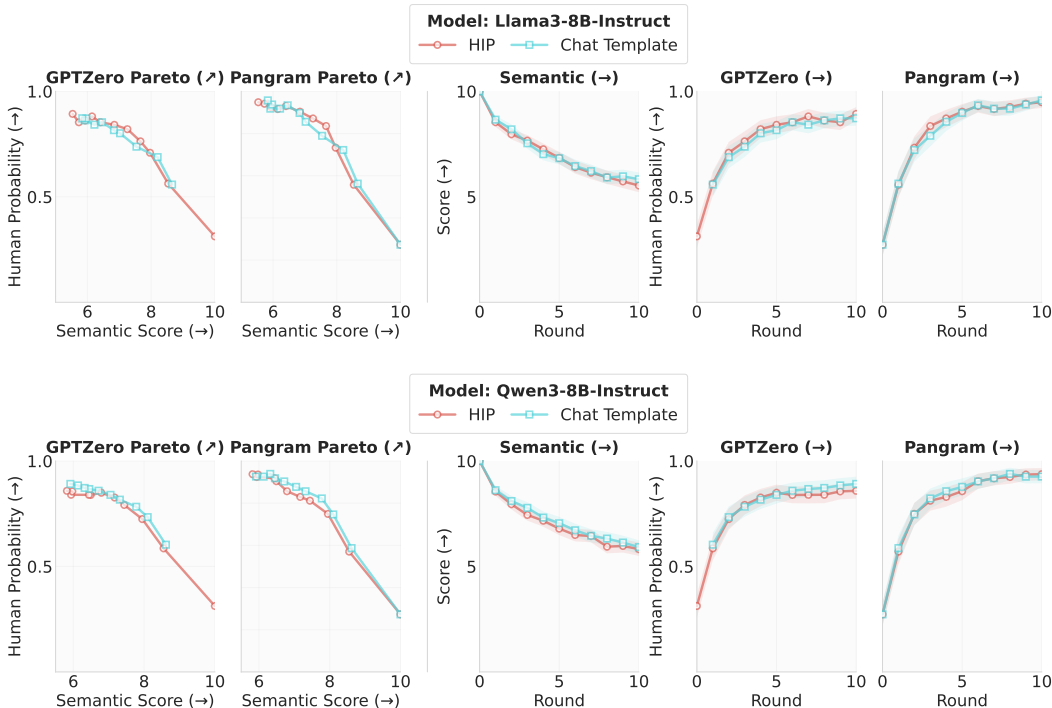 Model: Llama3-8B-Instruct
HIP Chat Template
GPTZero Pareto (↗) Pangram Pareto (↗) Semantic (→) GPTZero (→) Pangram (→)
Human Probability (→)
1.0
0.5
6 8 10
Semantic Score (→)
6 8 10
Semantic Score (→)
Score (→)
10
5
0 5 10
Round
Human Probability (→)
1.0
0.5
0 5 10
Round
0 5 10
Round
Model: Qwen3-8B-Instruct
HIP Chat Template
GPTZero Pareto (↗) Pangram Pareto (↗) Semantic (→) GPTZero (→) Pangram (→)
Human Probability (→)
1.0
0.5
6 8 10
Semantic Score (→)
6 8 10
Semantic Score (→)
Score (→)
10
5
0 5 10
Round
Human Probability (→)
1.0
0.5
0 5 10
Round
0 5 10
Round